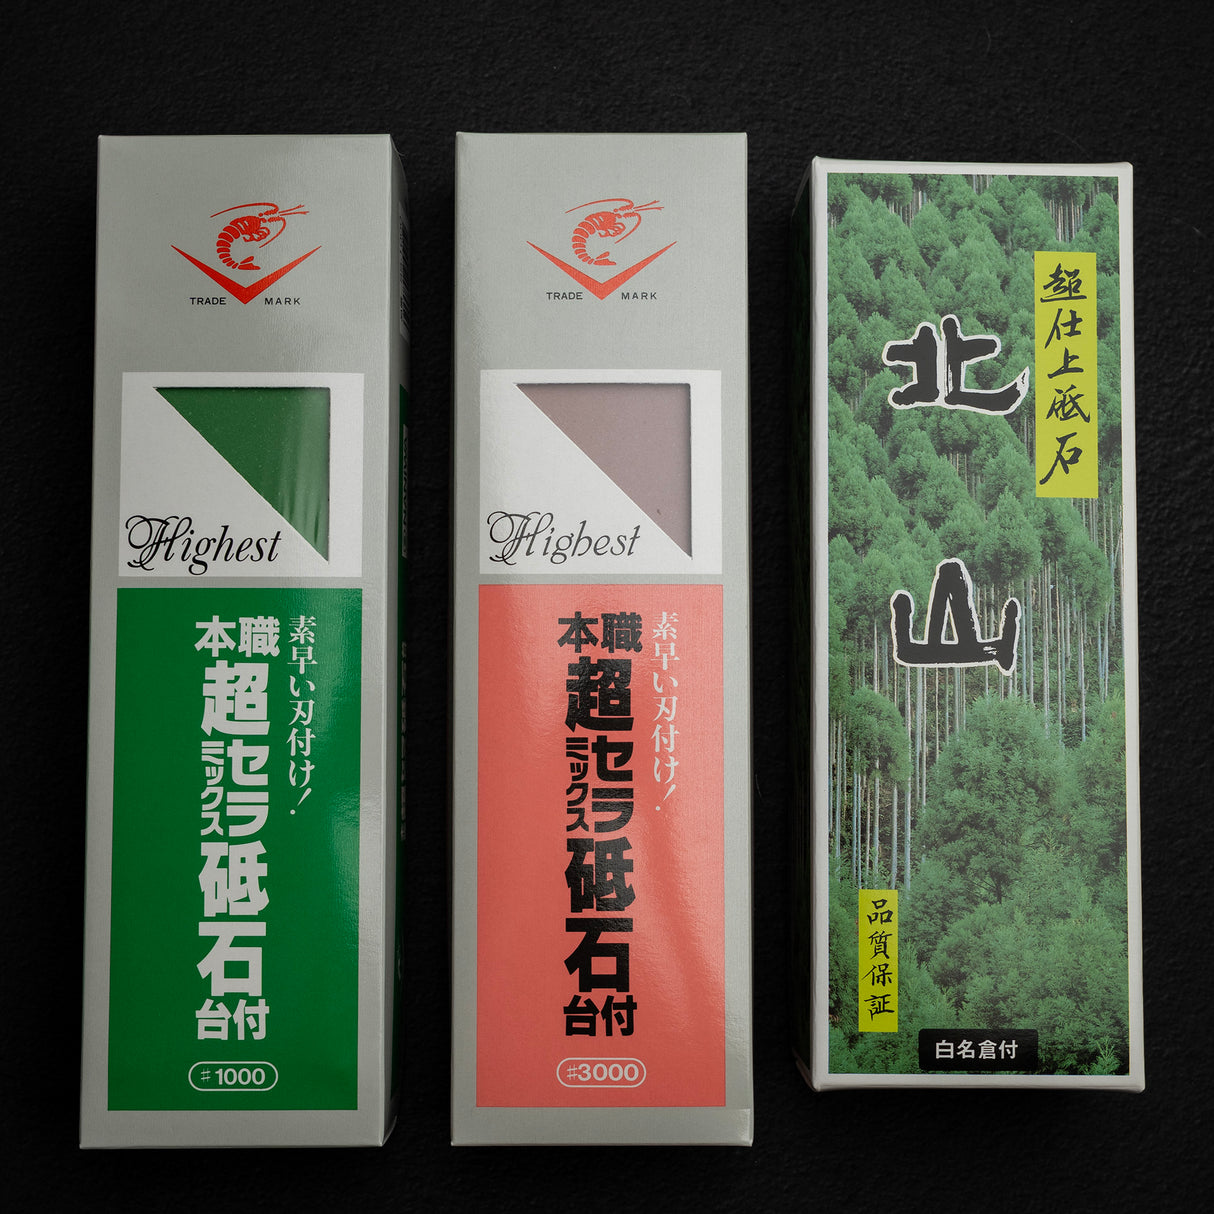 TRADE MARK
Highest
素早い刃付け！
本職
超セラミックス砥石
台付
#1000
TRADE MARK
Highest
素早い刃付け！
本職
超セラミックス砥石
台付
#3000
超仕上砥石
北山
品質保証
白名倉付